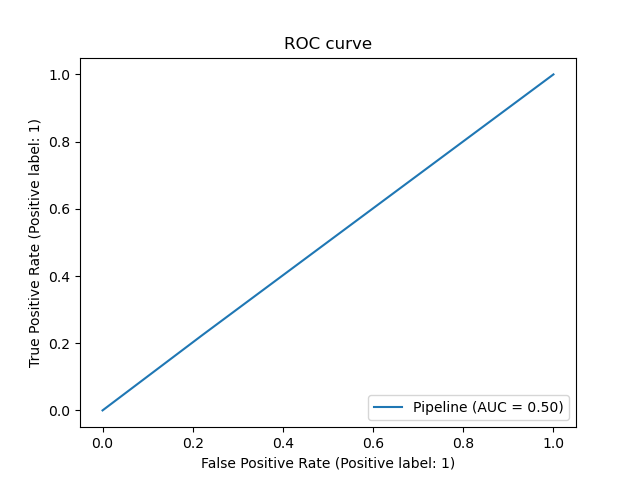 ROC curve
True Positive Rate (Positive label: 1)
1.0
0.8
0.6
0.4
0.2
0.0
Pipeline (AUC = 0.50)
0.0 0.2 0.4 0.6 0.8 1.0
False Positive Rate (Positive label: 1)